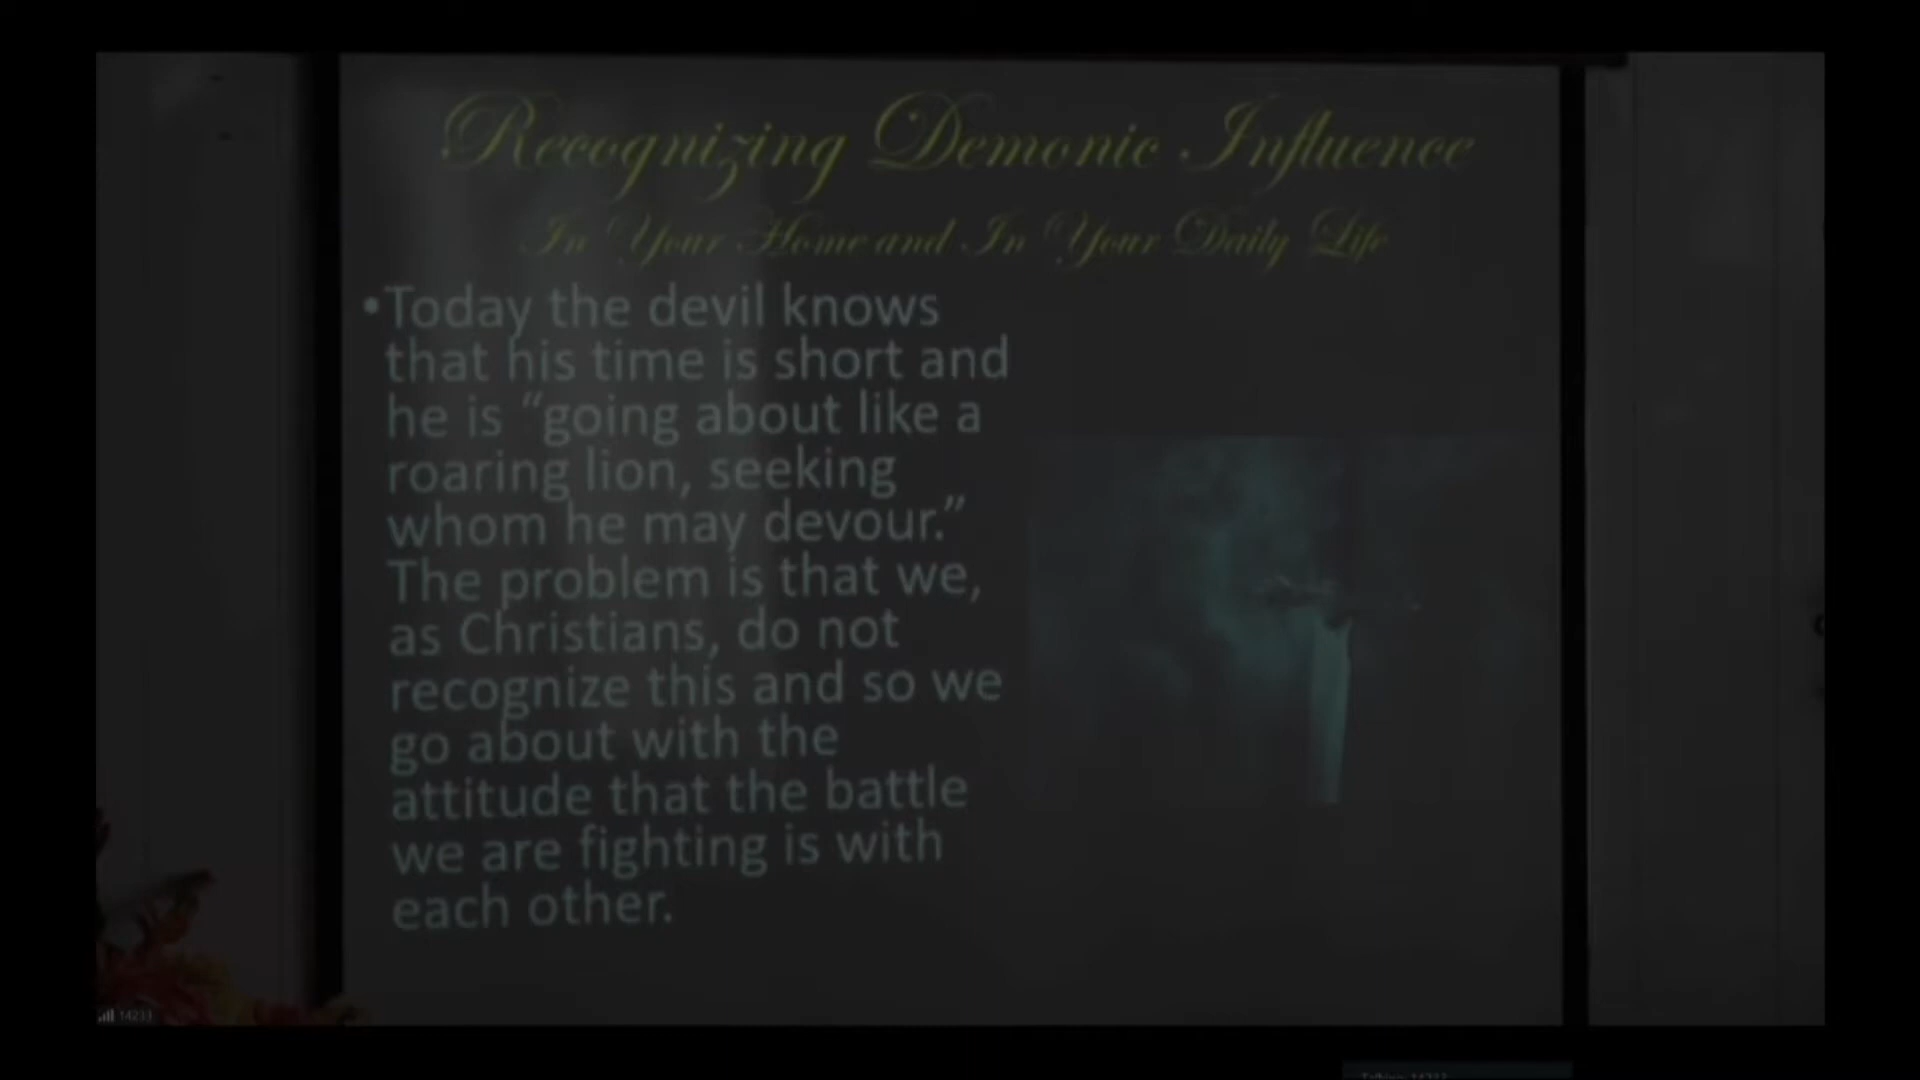 Recognizing Demonic Influence
In Your Home and In Your Daily Life
•Today the devil knows
that his time is short and
he is “going about like a
roaring lion, seeking
whom he may devour.”
The problem is that we,
as Christians, do not
recognize this and so we
go about with the
attitude that the battle
we are fighting is with
each other.
14233